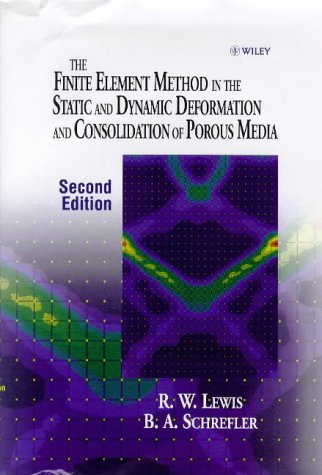 WILEY
THE
FINITE ELEMENT METHOD IN THE
STATIC AND DYNAMIC DEFORMATION
AND CONSOLIDATION OF POROUS MEDIA
Second
Edition
R. W. LEWIS
B. A. SCHREFLER